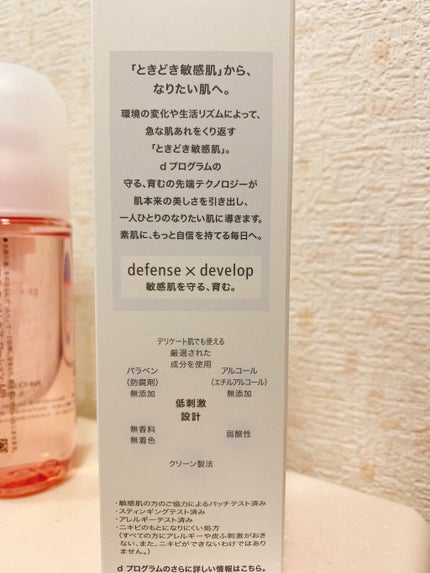 「ときどき敏感肌」から、
なりたい肌へ。
環境の変化や生活リズムによって、
急な肌あれをくり返す
「ときどき敏感肌」。
d プログラムの
守る、育むの先端テクノロジーが
肌本来の美しさを引き出し、
一人ひとりのなりたい肌に導きます。
素肌に、もっと自信を持てる毎日へ。
defense × develop
敏感肌を守る、育む。
デリケート肌でも使える
厳選された
成分を使用
パラベン
(防腐剤)
無添加
アルコール
(エチルアルコール)
無添加
低刺激
設計
無香料
無着色
弱酸性
クリーン製法
・敏感肌の方のご協力によるパッチテスト済み
・スティンギングテスト済み
・アレルギーテスト済み
・ニキビのもとになりにくい処方
(すべての方にアレルギーや皮ふ刺激がおき
ない、また、ニキビができないわけではあり
ません。)
d プログラムのさらに詳しい情報はこちら。